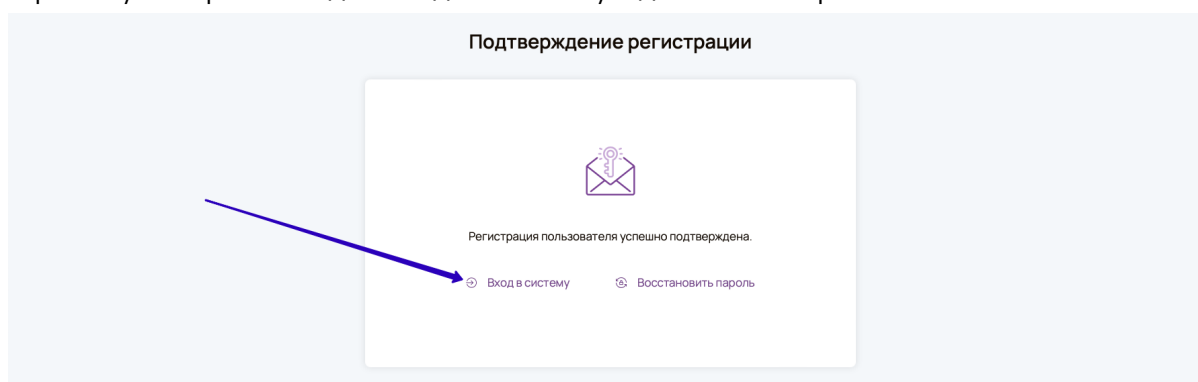 Подтверждение регистрации
Регистрация пользователя успешно подтверждена.
Вход в систему
Восстановить пароль